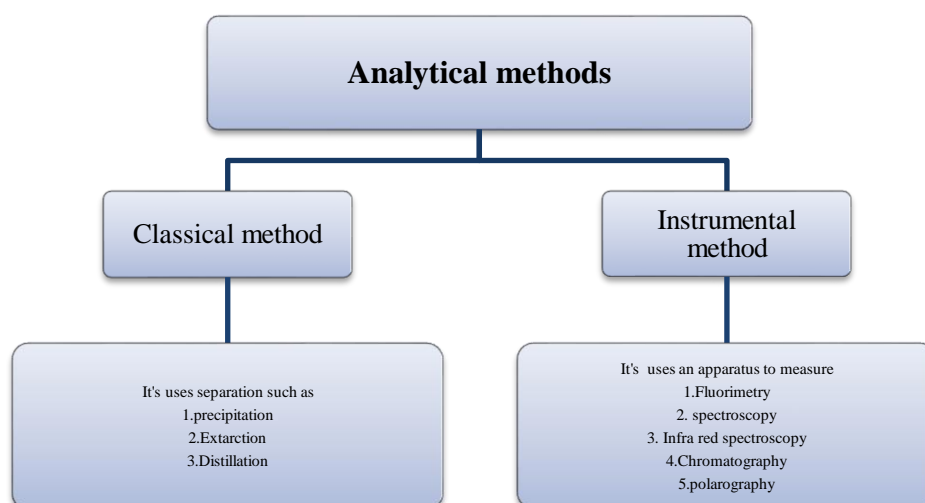 Analytical methods
Classical method
Instrumental
method
It's uses separation such as
1.precipitation
2.Extarction
3.Distillation
It's  uses an apparatus to measure
1.Fluorimetry
2. spectroscopy
3. Infra red spectroscopy
4.Chromatography
5.polarography